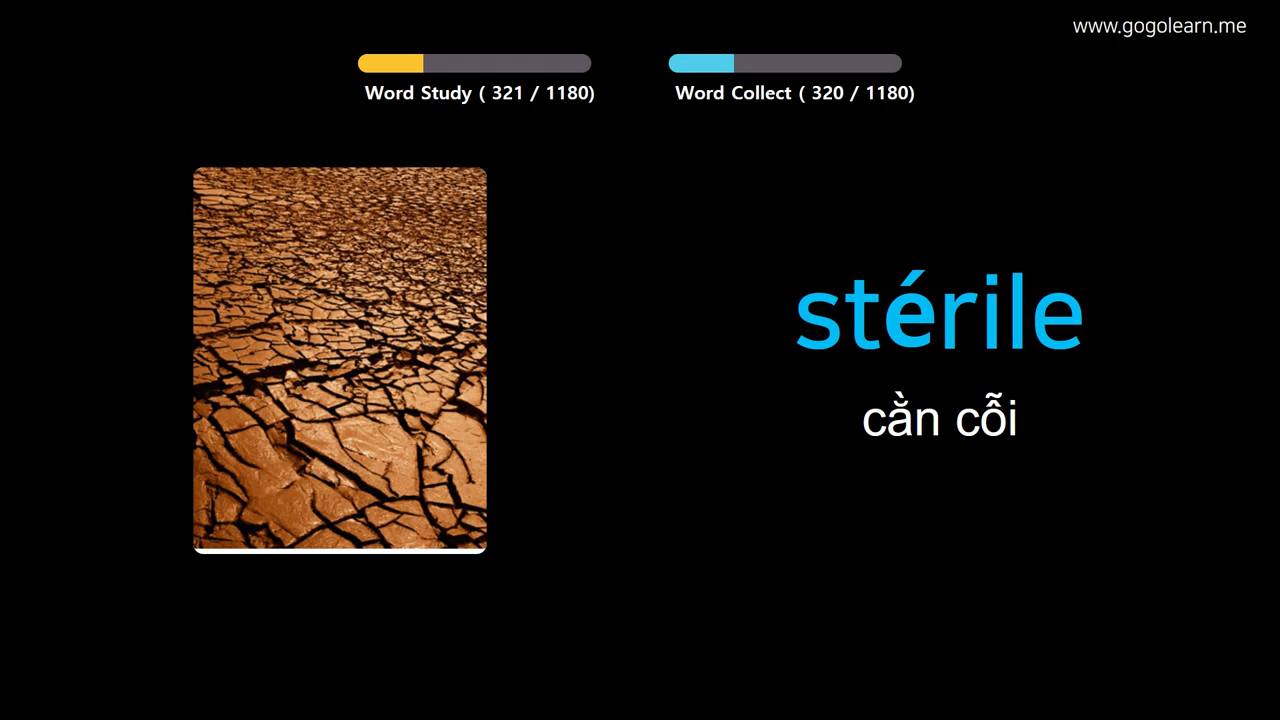 www.gogolearn.me
Word Study ( 321 / 1180)
Word Collect ( 320 / 1180)
stérile
cằn cỗi